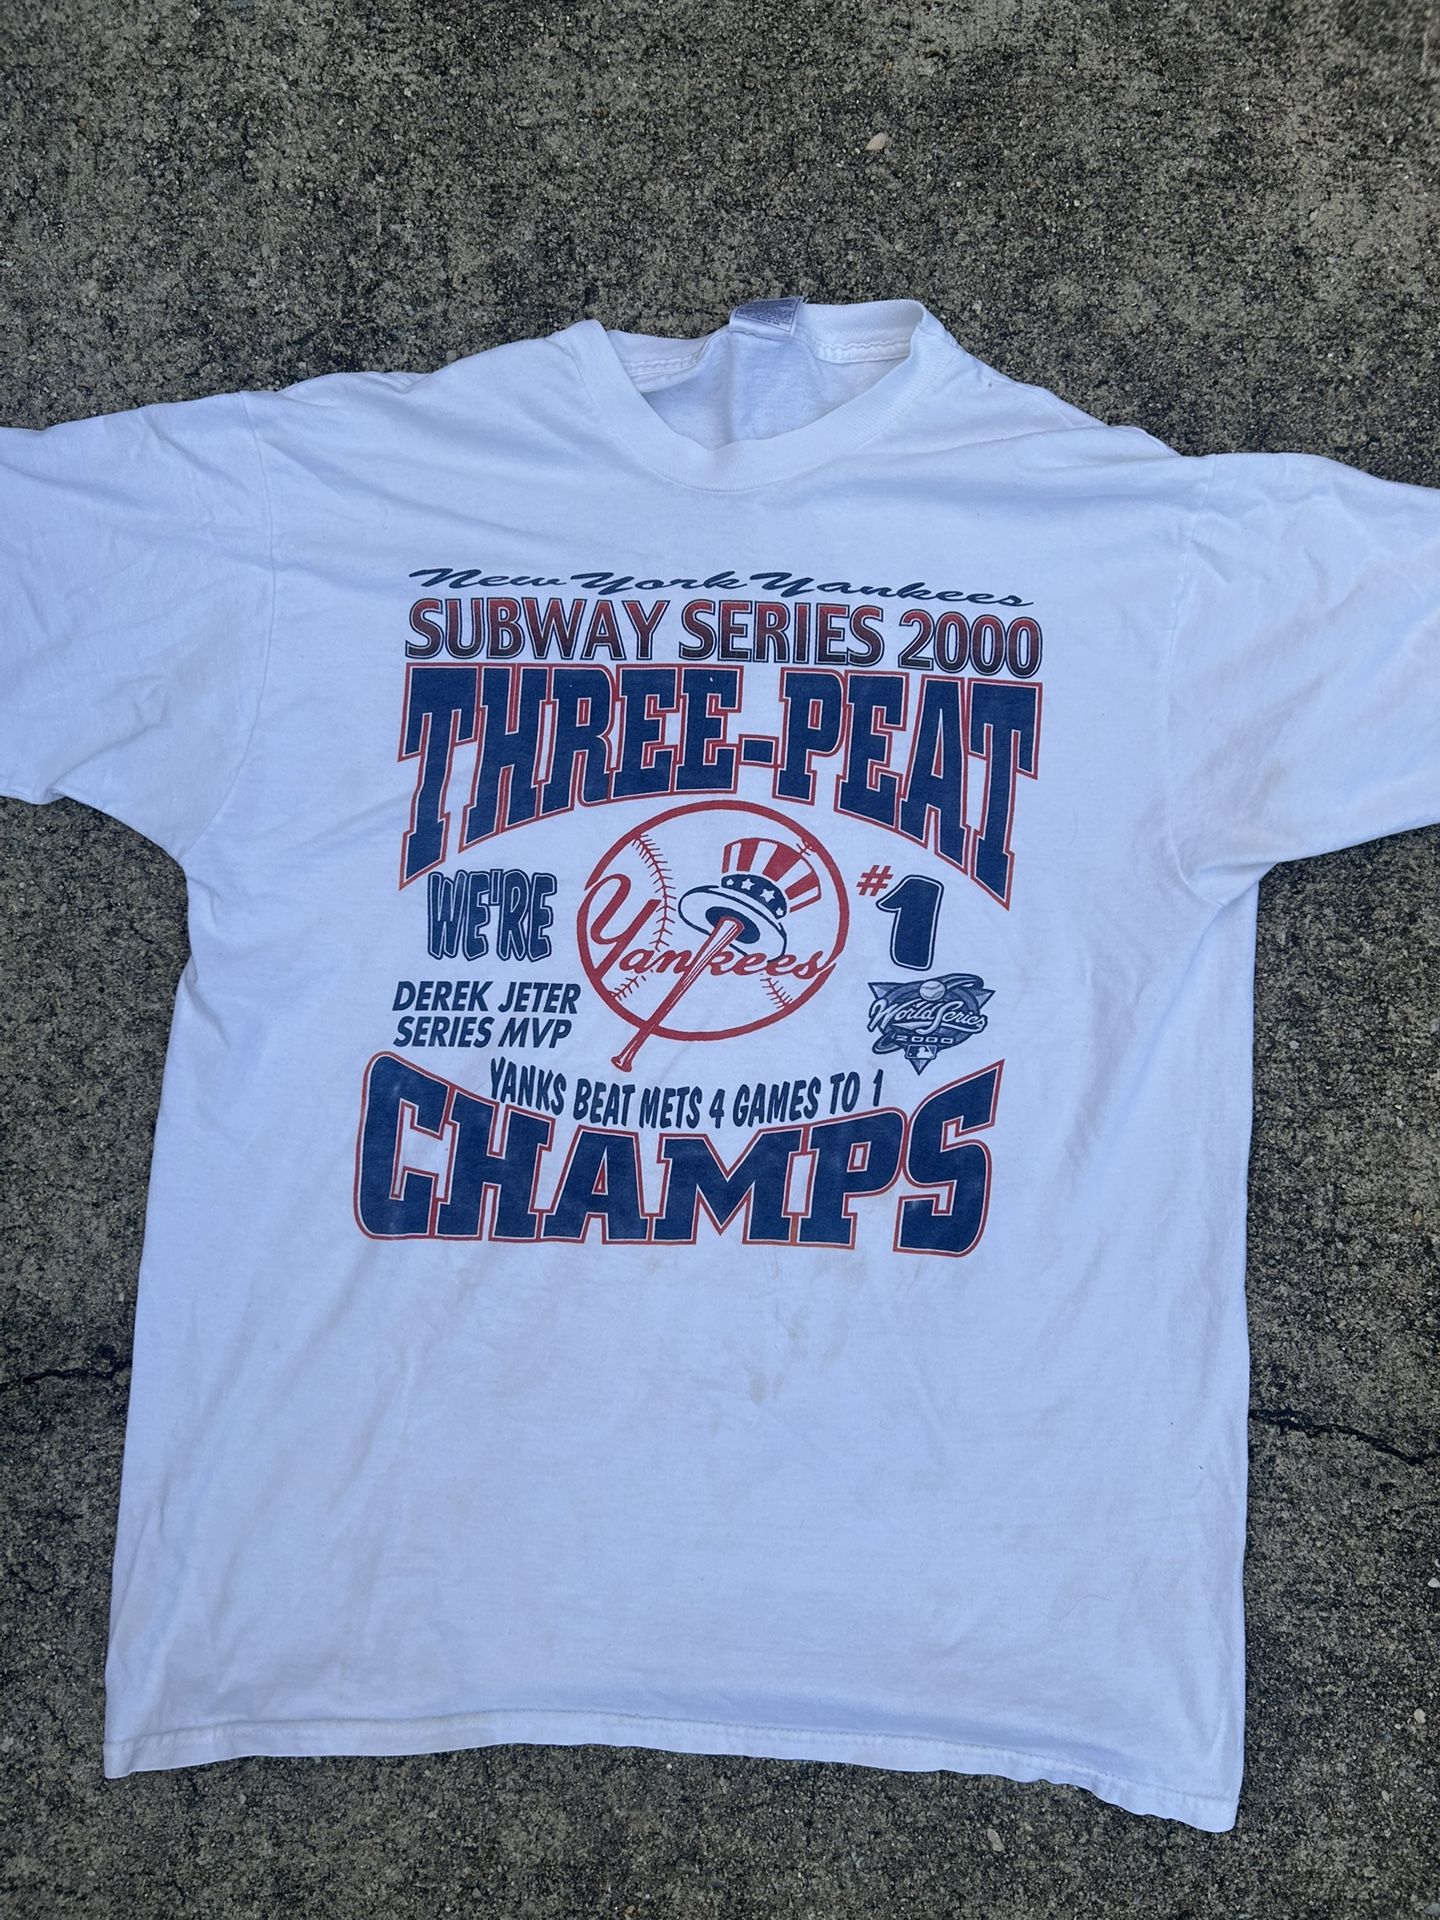 New York Yankees
SUBWAY SERIES 2000
THREE-PEAT
WE'RE
Yankees
#1
DEREK JETER
SERIES MVP
World Series
2000
YANKS BEAT METS 4 GAMES TO 1
CHAMPS